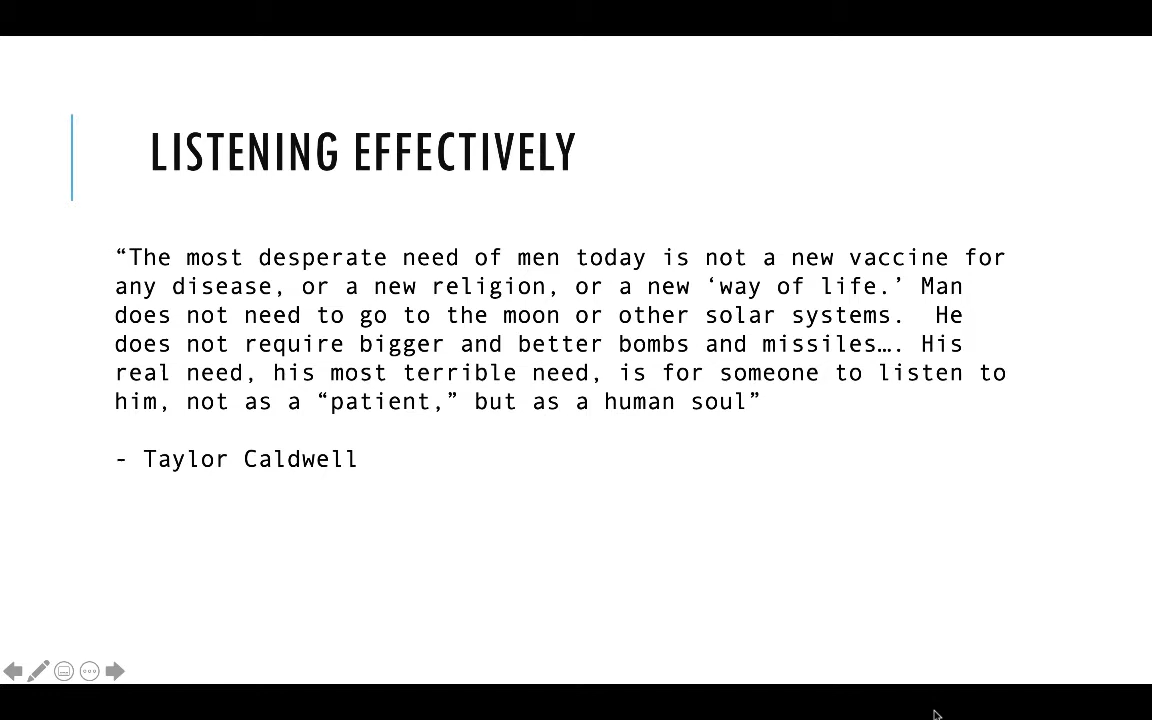 LISTENING EFFECTIVELY
“The most desperate need of men today is not a new vaccine for
any disease, or a new religion, or a new ‘way of life.’ Man
does not need to go to the moon or other solar systems.  He
does not require bigger and better bombs and missiles…. His
real need, his most terrible need, is for someone to listen to
him, not as a “patient,” but as a human soul”
- Taylor Caldwell